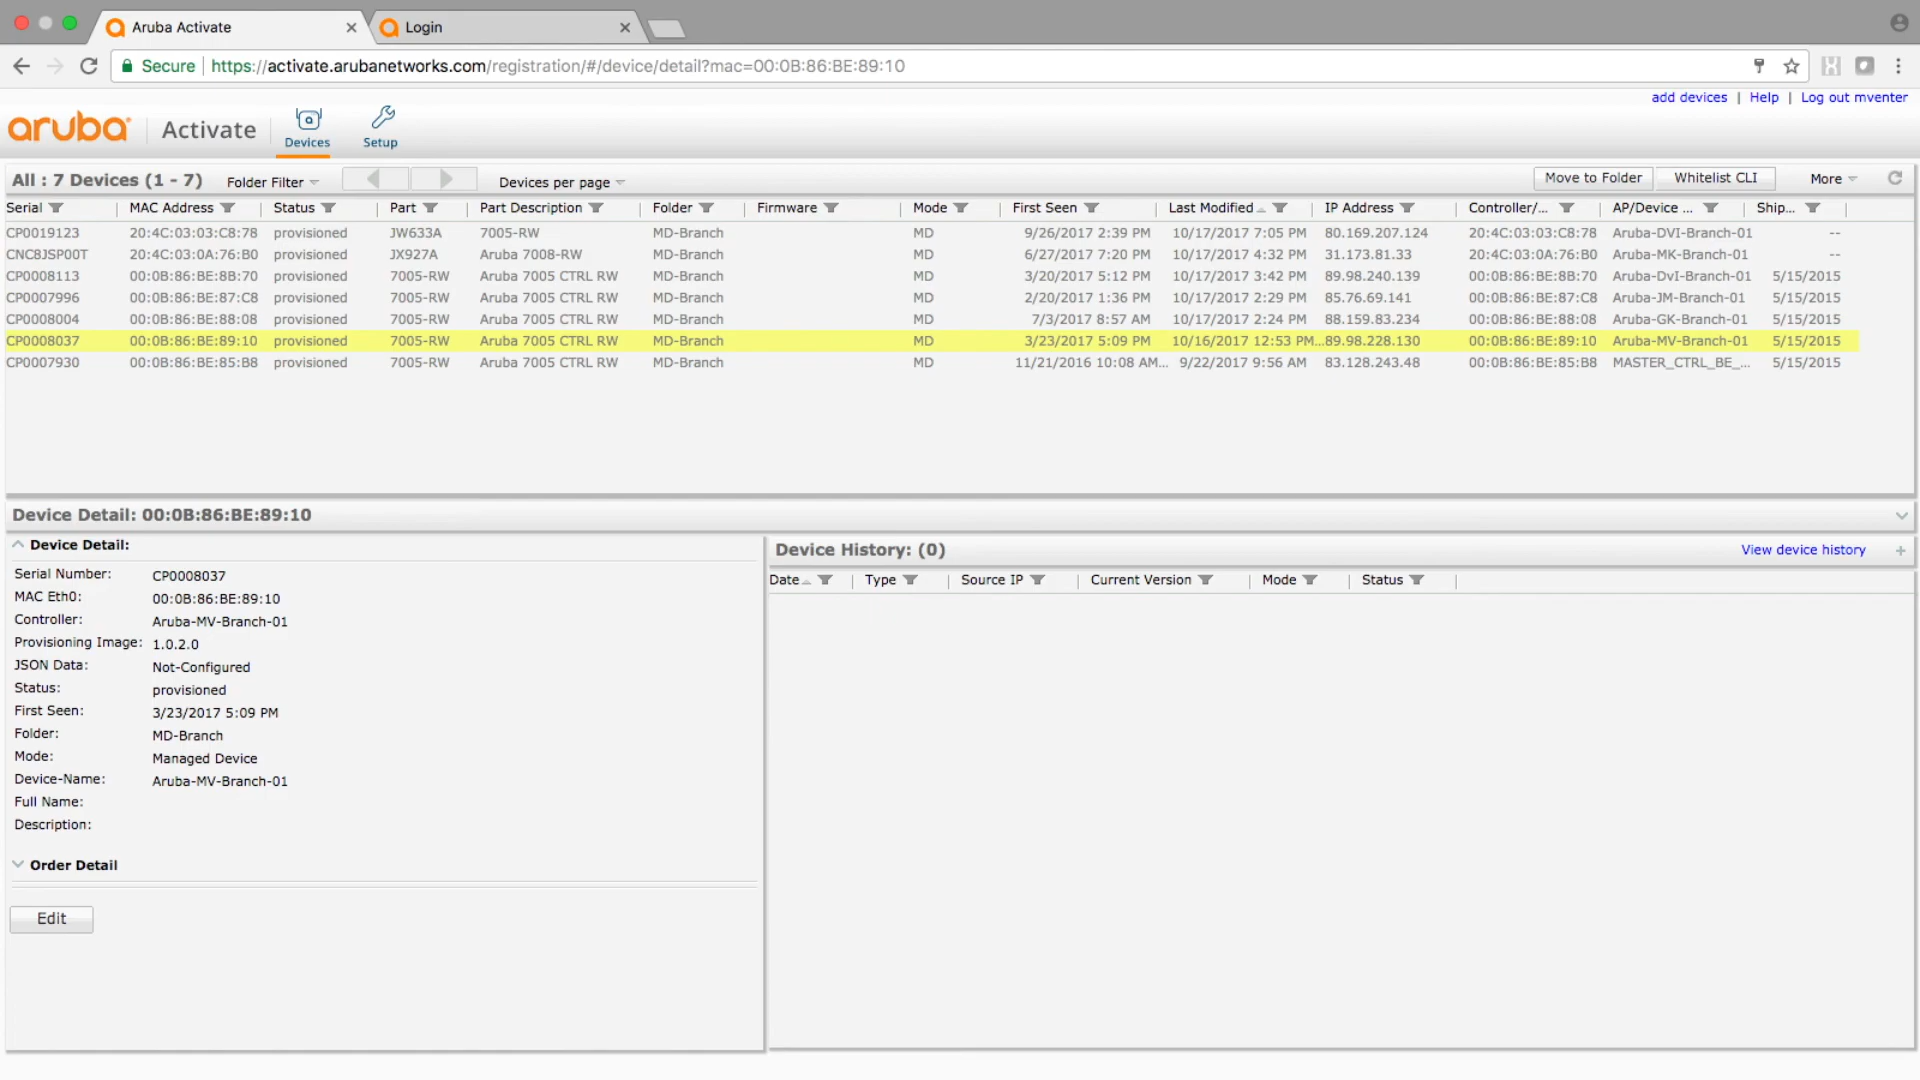 Aruba Activate
Login
Secure https://activate.arubanetworks.com/registration/#/device/detail?mac=00:0B:86:BE:89:10
add devices | Help | Log out mventer
aruba Activate Devices Setup
All : 7 Devices (1 - 7) Folder Filter Devices per page Move to Folder Whitelist CLI More
Serial MAC Address Status Part Part Description Folder Firmware Mode First Seen Last Modified IP Address Controller/... AP/Device ... Ship...
CP0019123 20:4C:03:03:C8:78 provisioned JW633A 7005-RW MD-Branch MD 9/26/2017 2:39 PM 10/17/2017 7:05 PM 80.169.207.124 20:4C:03:03:C8:78 Aruba-DVI-Branch-01 --
CNC8JSP00T 20:4C:03:0A:76:B0 provisioned JX927A Aruba 7008-RW MD-Branch MD 6/27/2017 7:20 PM 10/17/2017 4:32 PM 31.173.81.33 20:4C:03:0A:76:B0 Aruba-MK-Branch-01 --
CP0008113 00:0B:86:BE:8B:70 provisioned 7005-RW Aruba 7005 CTRL RW MD-Branch MD 3/20/2017 5:12 PM 10/17/2017 3:42 PM 89.98.240.139 00:0B:86:BE:8B:70 Aruba-DvI-Branch-01 5/15/2015
CP0007996 00:0B:86:BE:87:C8 provisioned 7005-RW Aruba 7005 CTRL RW MD-Branch MD 2/20/2017 1:36 PM 10/17/2017 2:29 PM 85.76.69.141 00:0B:86:BE:87:C8 Aruba-JM-Branch-01 5/15/2015
CP0008004 00:0B:86:BE:88:08 provisioned 7005-RW Aruba 7005 CTRL RW MD-Branch MD 7/3/2017 8:57 AM 10/17/2017 2:24 PM 88.159.83.234 00:0B:86:BE:88:08 Aruba-GK-Branch-01 5/15/2015
CP0008037 00:0B:86:BE:89:10 provisioned 7005-RW Aruba 7005 CTRL RW MD-Branch MD 3/23/2017 5:09 PM 10/16/2017 12:53 PM... 89.98.228.130 00:0B:86:BE:89:10 Aruba-MV-Branch-01 5/15/2015
CP0007930 00:0B:86:BE:85:B8 provisioned 7005-RW Aruba 7005 CTRL RW MD-Branch MD 11/21/2016 10:08 AM... 9/22/2017 9:56 AM 83.128.243.48 00:0B:86:BE:85:B8 MASTER_CTRL_BE_... 5/15/2015
Device Detail: 00:0B:86:BE:89:10
Device Detail:
Serial Number: CP0008037
MAC Eth0: 00:0B:86:BE:89:10
Controller: Aruba-MV-Branch-01
Provisioning Image: 1.0.2.0
JSON Data: Not-Configured
Status: provisioned
First Seen: 3/23/2017 5:09 PM
Folder: MD-Branch
Mode: Managed Device
Device-Name: Aruba-MV-Branch-01
Full Name:
Description:
Order Detail
Edit
Device History: (0) View device history +
Date Type Source IP Current Version Mode Status